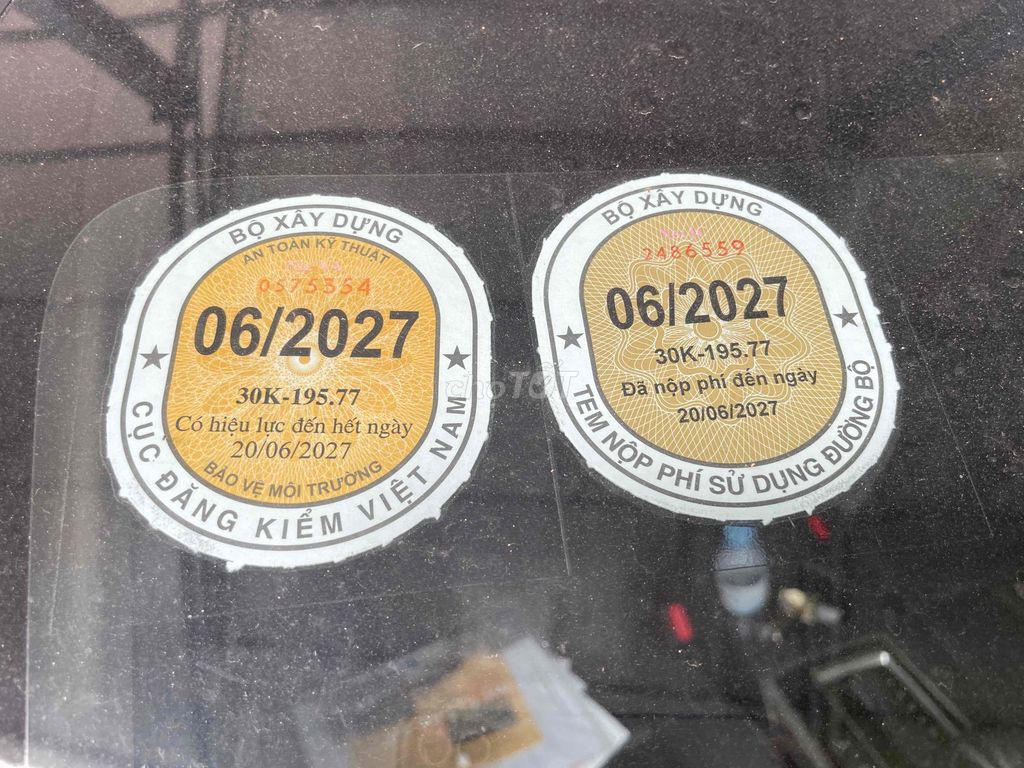 BỘ XÂY DỰNG
AN TOÀN KỸ THUẬT
0575354
06/2027
30K-195.77
Có hiệu lực đến hết ngày
20/06/2027
BẢO VỆ MÔI TRƯỜNG
CỤC ĐĂNG KIỂM VIỆT NAM
BỘ XÂY DỰNG
2486559
06/2027
30K-195.77
Đã nộp phí đến ngày
20/06/2027
TEM NỘP PHÍ SỬ DỤNG ĐƯỜNG BỘ
choTỐT